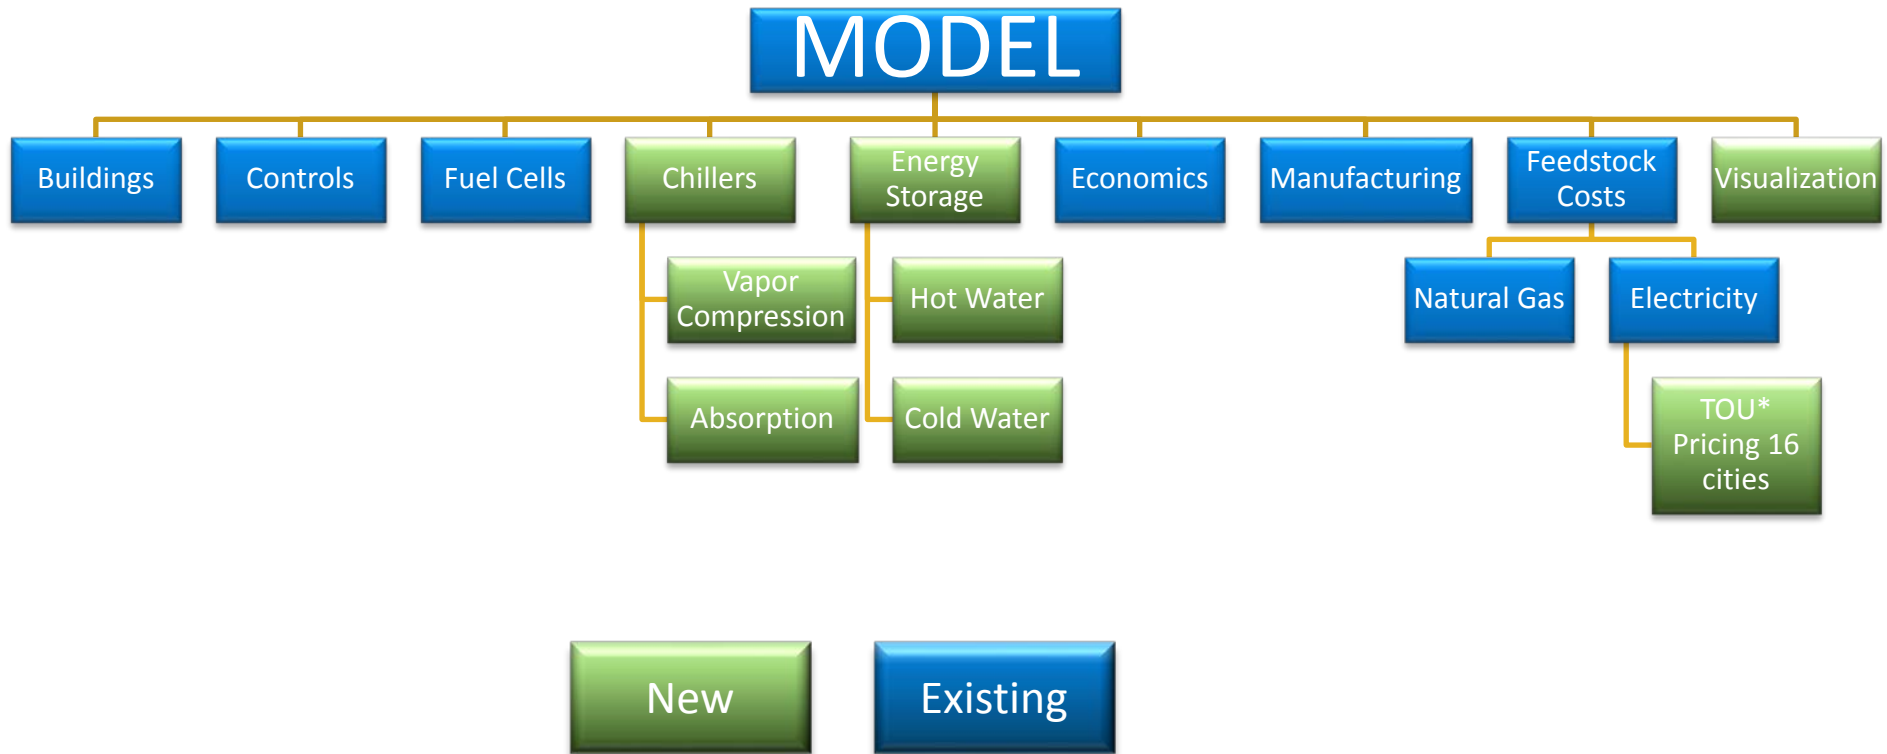 MODEL
Buildings
Controls
Fuel Cells
Chillers
Energy
Storage
Economics
Manufacturing
Feedstock
Costs
Visualization
Vapor
Compression
Hot Water
Natural Gas
Electricity
Absorption
Cold Water
TOU*
Pricing 16
cities
New
Existing